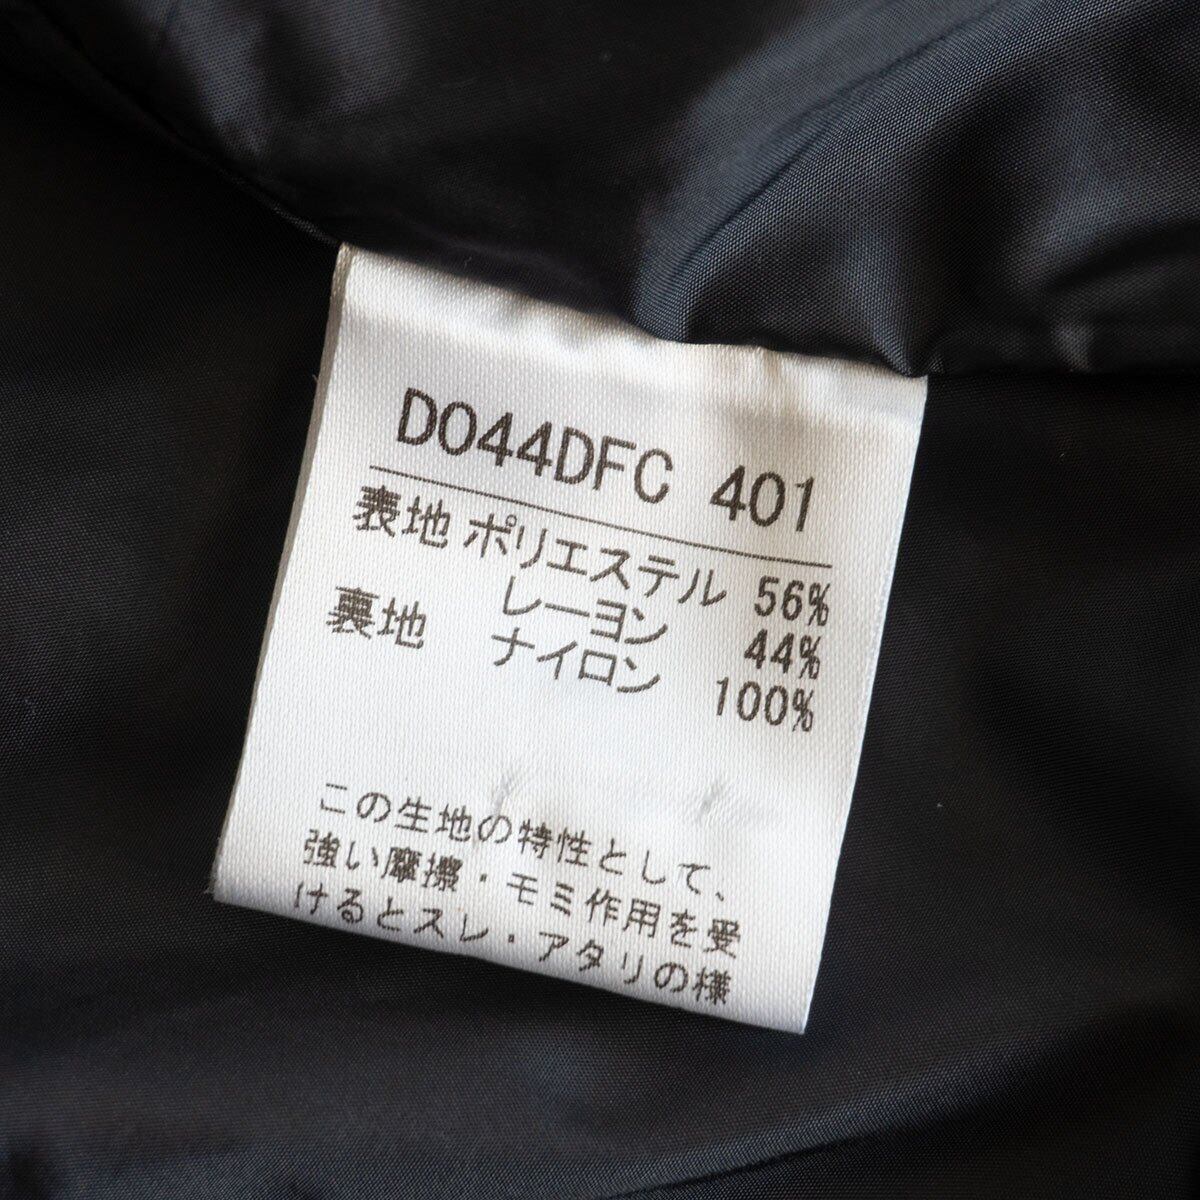 D044DFC 401
表地 ポリエステル 56%
レーヨン 44%
裏地 ナイロン 100%
この生地の特性として、
強い摩擦・モミ作用を受
けるとスレ・アタリの様